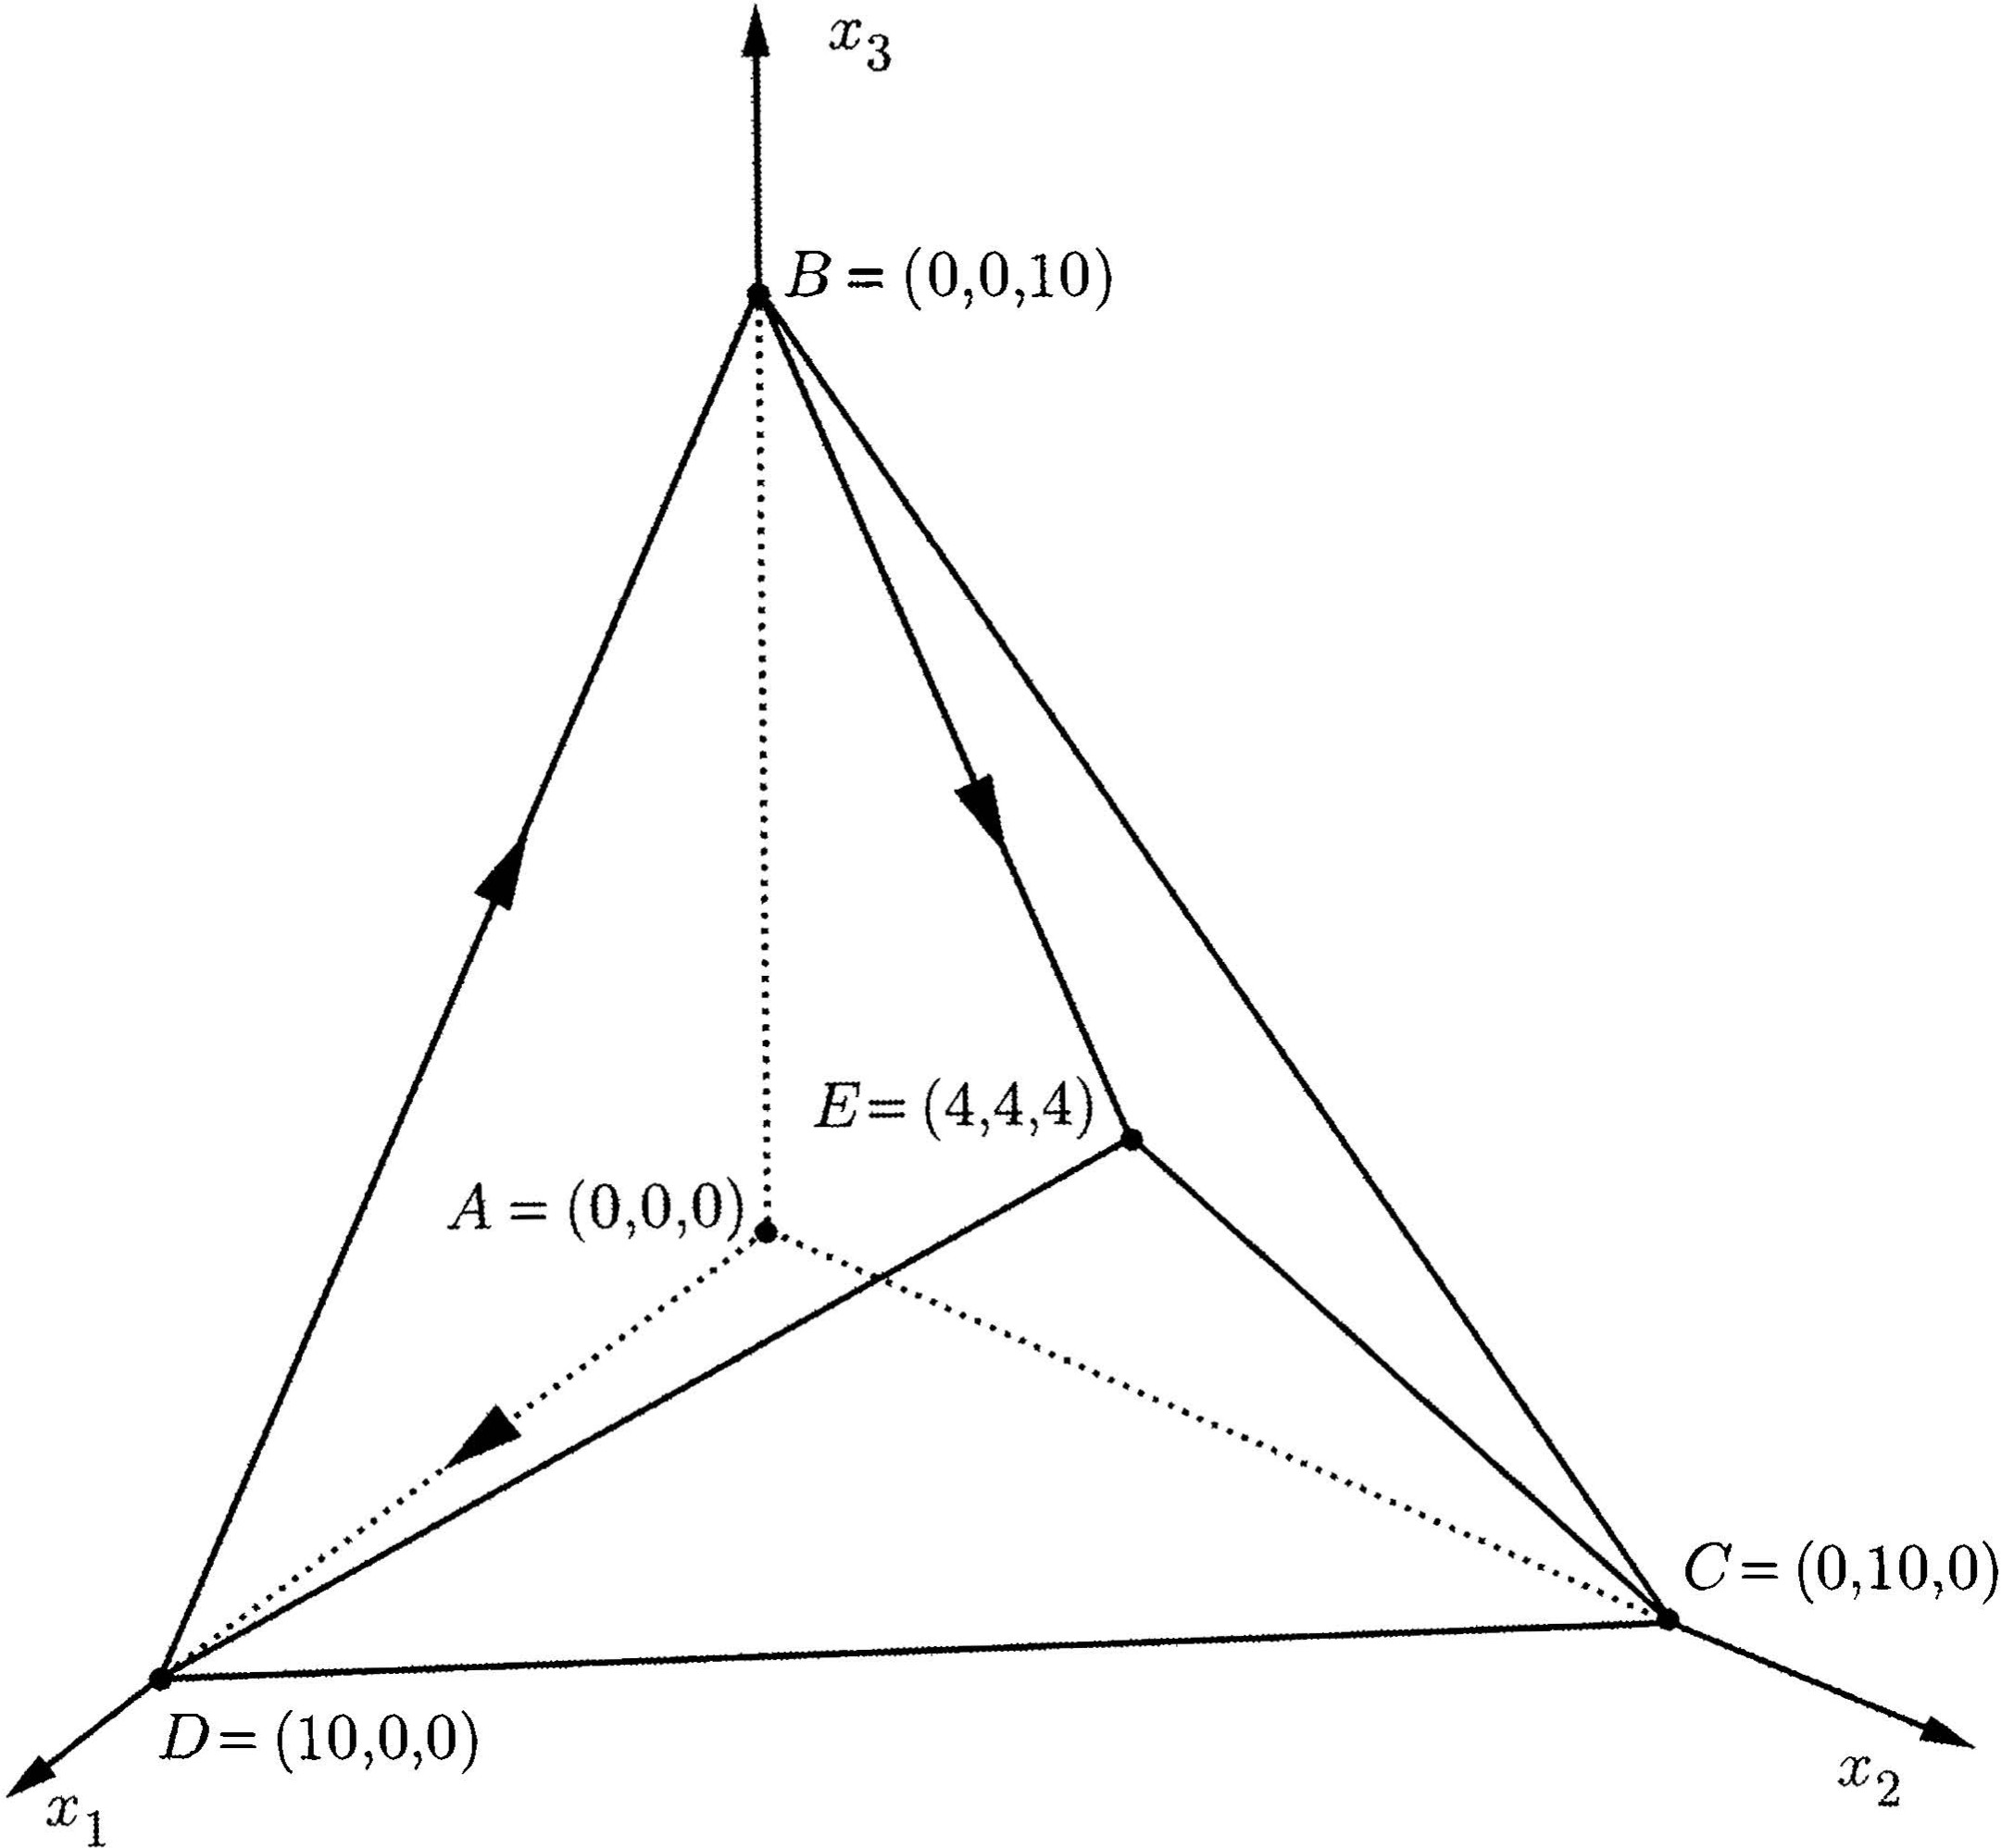 x₃
B = (0,0,10)
E = (4,4,4)
A = (0,0,0)
C = (0,10,0)
D = (10,0,0)
x₂
x₁